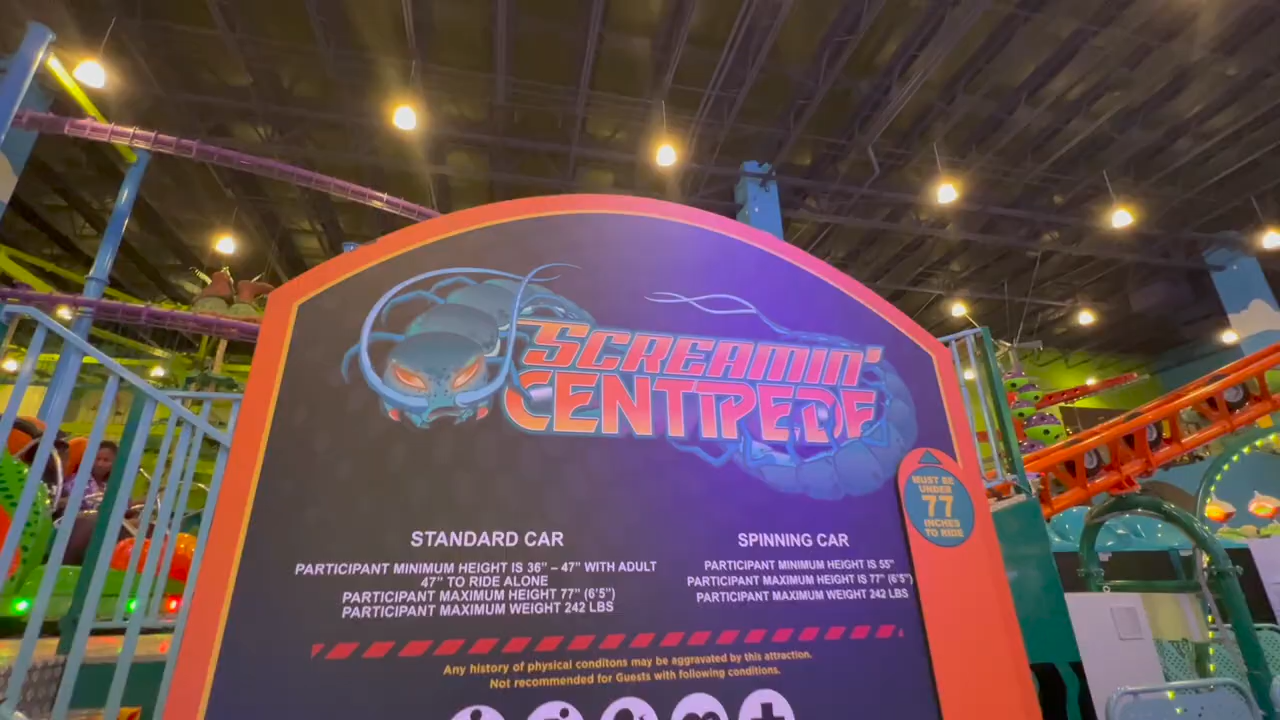 SCREAMIN'
CENTIPEDE
MUST BE
UNDER
77
INCHES
TO RIDE
STANDARD CAR
PARTICIPANT MINIMUM HEIGHT IS 36" – 47" WITH ADULT
47" TO RIDE ALONE
PARTICIPANT MAXIMUM HEIGHT 77" (6'5")
PARTICIPANT MAXIMUM WEIGHT 242 LBS
SPINNING CAR
PARTICIPANT MINIMUM HEIGHT IS 55"
PARTICIPANT MAXIMUM HEIGHT IS 77" (6'5")
PARTICIPANT MAXIMUM WEIGHT 242 LBS
Any history of physical conditons may be aggravated by this attraction.
Not recommended for Guests with following conditions.